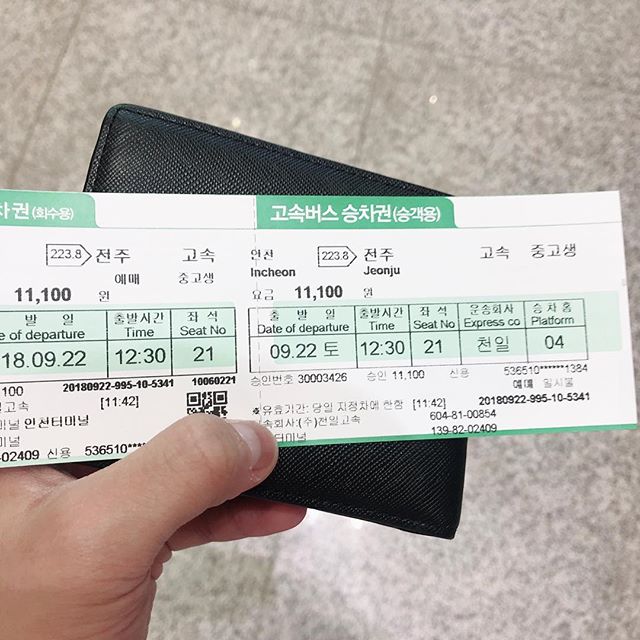 차권(회수용)
223.8 전주 고속
예매 중고생
11,100 원
발 일 출발시간 좌 석
e of departure Time Seat No
18.09.22 12:30 21
,100 20180922-995-10-5341 10060221
일고속 [11:42]
미널 인천터미널
미널
-02409 신용 536510***
고속버스 승차권(승객용)
인천 223.8 전주 고속 중고생
Incheon Jeonju
요금 11,100 원
출 발 일 출발시간 좌 석 운송회사 승 차 홈
Date of departure Time Seat No Express co Platform
09.22 토 12:30 21 천일 04
승인번호 30003426 승인 11,100 신용 536510******1384
예매 일시불
※유효기간: 당일 지정차에 한함 [11:42] 20180922-995-10-5341
속회사:(수)전일고속 604-81-00854
터미널 139-82-02409